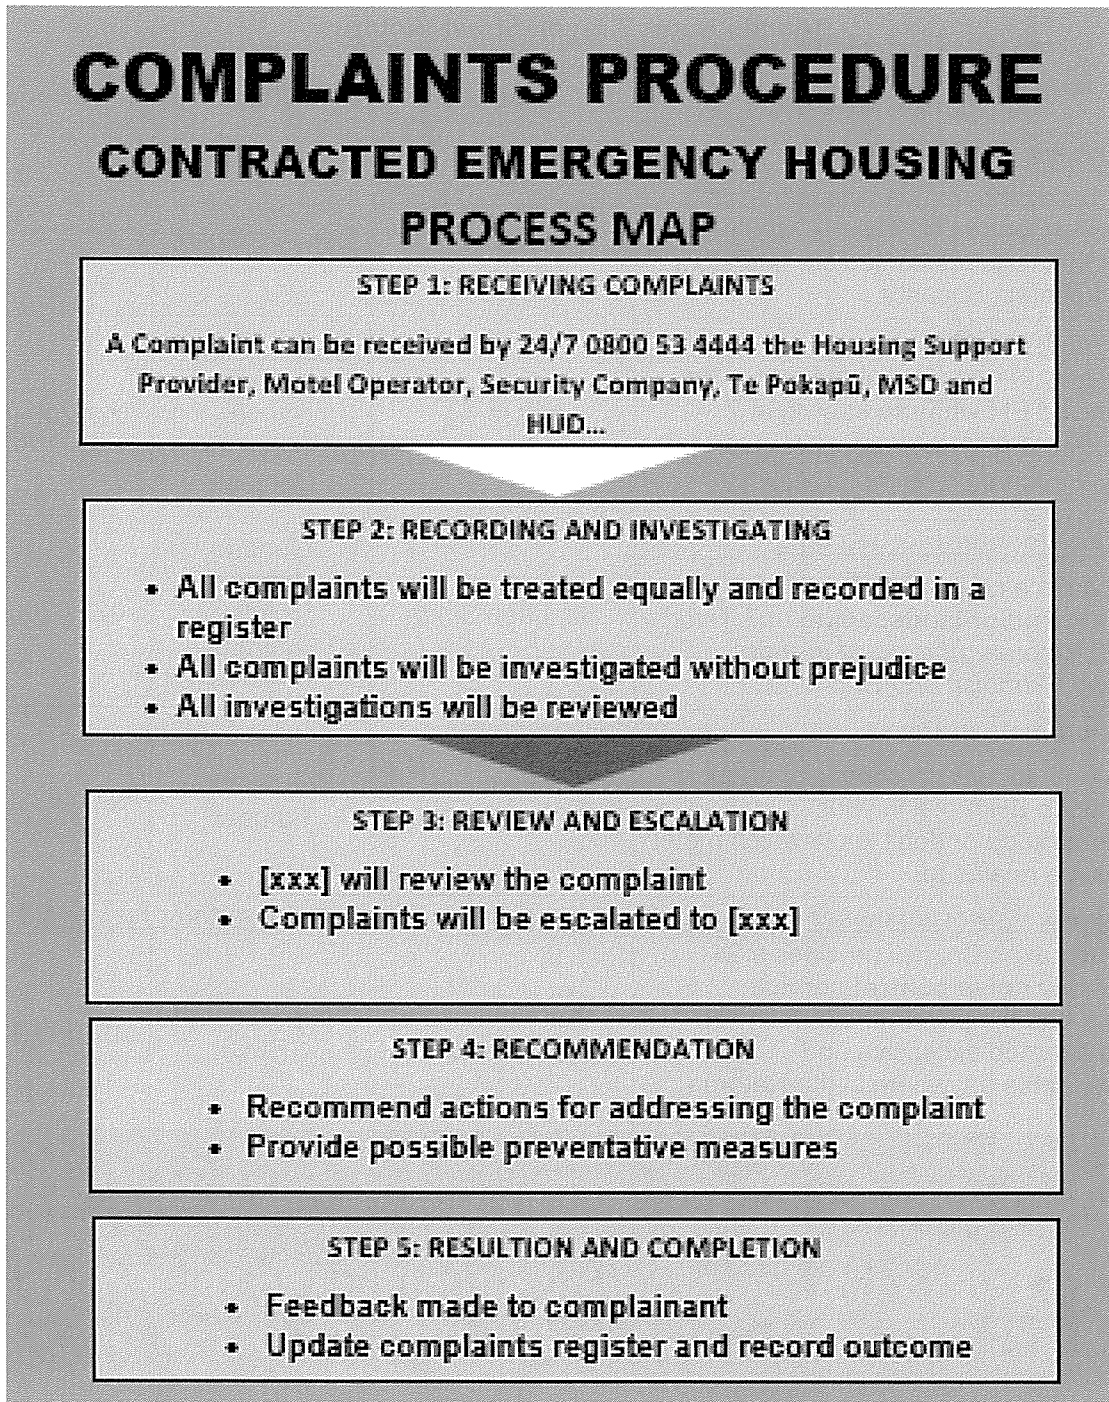 COMPLAINTS PROCEDURE
CONTRACTED EMERGENCY HOUSING
PROCESS MAP
STEP 1: RECEIVING COMPLAINTS
A Complaint can be received by 24/7 0800 53 4444 the Housing Support
Provider, Motel Operator, Security Company, Te Pokapū, MSD and
HUD...
STEP 2: RECORDING AND INVESTIGATING
• All complaints will be treated equally and recorded in a
register
• All complaints will be investigated without prejudice
• All investigations will be reviewed
STEP 3: REVIEW AND ESCALATION
• [xxx] will review the complaint
• Complaints will be escalated to [xxx]
STEP 4: RECOMMENDATION
• Recommend actions for addressing the complaint
• Provide possible preventative measures
STEP 5: RESULTION AND COMPLETION
• Feedback made to complainant
• Update complaints register and record outcome